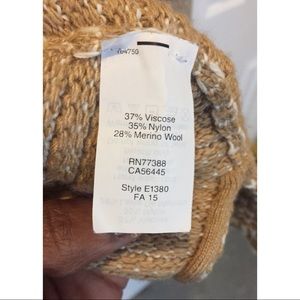 37% Viscose
35% Nylon
28% Merino Wool
RN77388
CA56445
Style E1380
FA 15